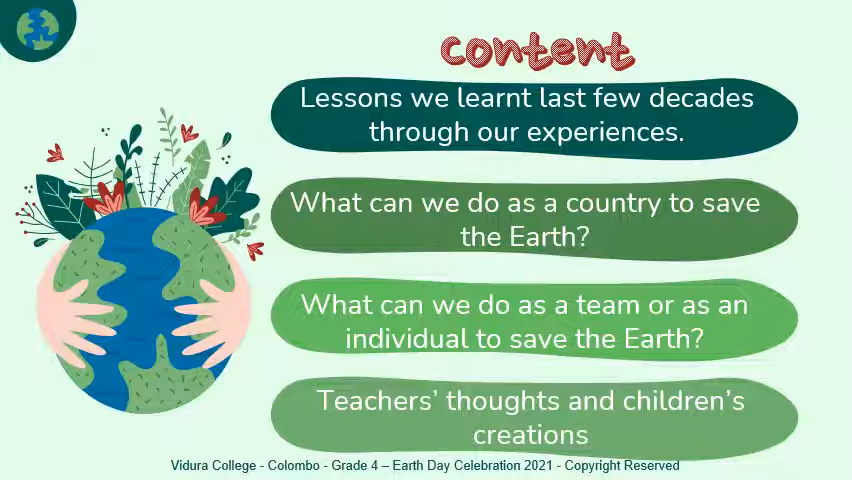 content
Lessons we learnt last few decades
through our experiences.
What can we do as a country to save
the Earth?
What can we do as a team or as an
individual to save the Earth?
Teachers’ thoughts and children’s
creations
Vidura College - Colombo - Grade 4 – Earth Day Celebration 2021 - Copyright Reserved